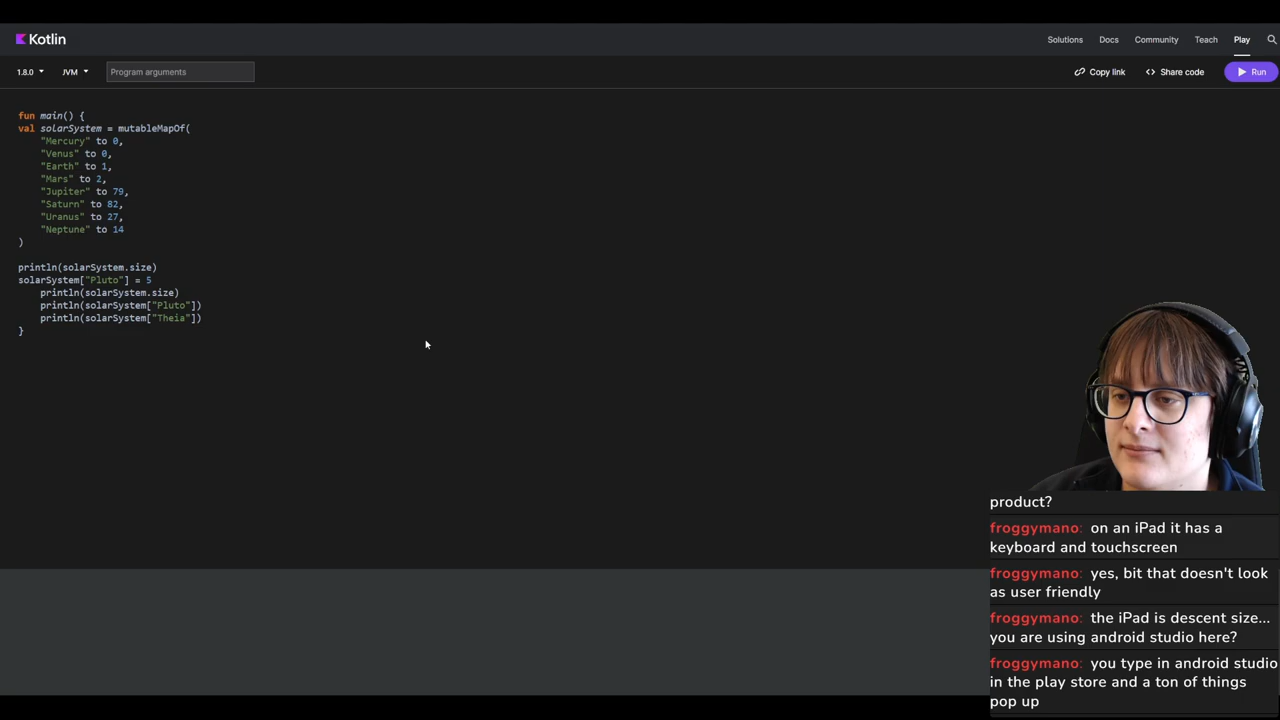 Kotlin
Solutions
Docs
Community
Teach
Play
1.8.0
JVM
Program arguments
Copy link
Share code
Run
fun main() {
val solarSystem = mutableMapOf(
    "Mercury" to 0,
    "Venus" to 0,
    "Earth" to 1,
    "Mars" to 2,
    "Jupiter" to 79,
    "Saturn" to 82,
    "Uranus" to 27,
    "Neptune" to 14
)
println(solarSystem.size)
solarSystem["Pluto"] = 5
    println(solarSystem.size)
    println(solarSystem["Pluto"])
    println(solarSystem["Theia"])
}
product?
froggymano: on an iPad it has a
keyboard and touchscreen
froggymano: yes, bit that doesn't look
as user friendly
froggymano: the iPad is descent size...
you are using android studio here?
froggymano: you type in android studio
in the play store and a ton of things
pop up